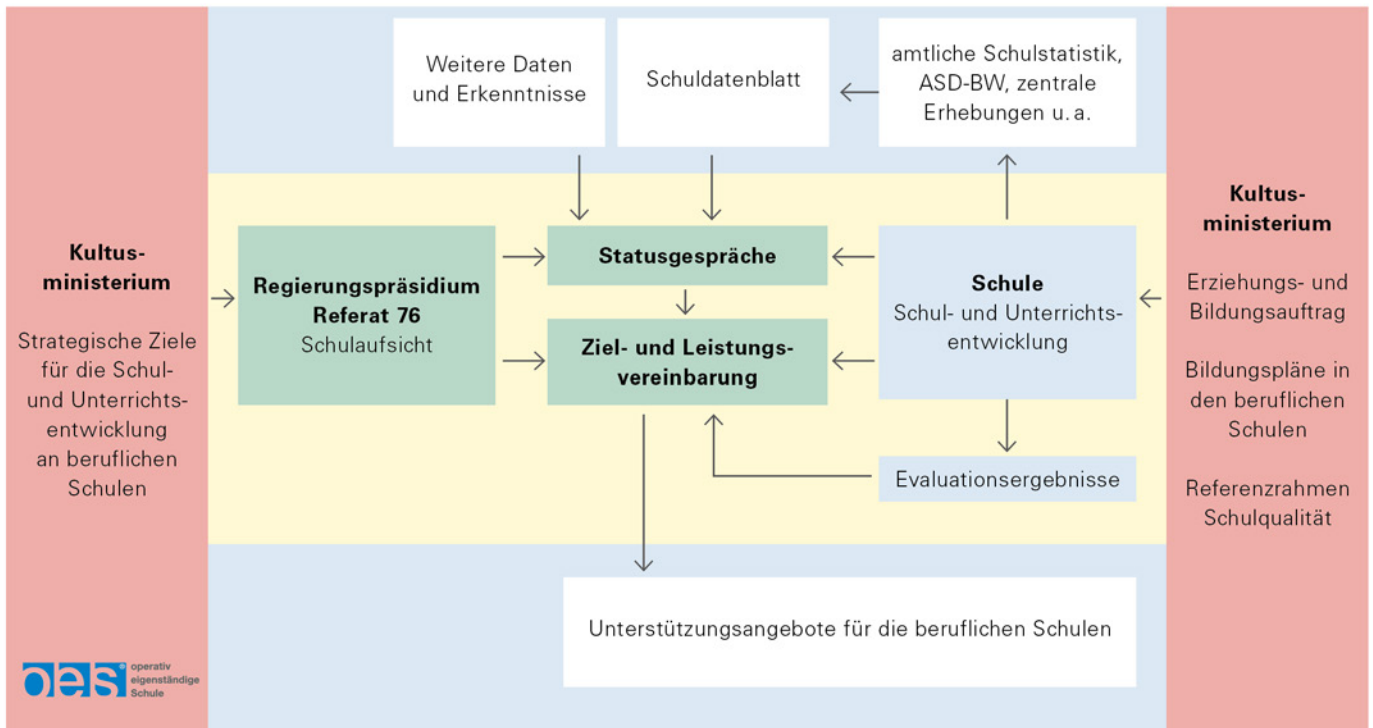 Kultus-
ministerium
Strategische Ziele
für die Schul-
und Unterrichts-
entwicklung
an beruflichen
Schulen
oes
operativ
eigenständige
Schule
Weitere Daten
und Erkenntnisse
Schuldatenblatt
amtliche Schulstatistik,
ASD-BW, zentrale
Erhebungen u. a.
Regierungspräsidium
Referat 76
Schulaufsicht
Statusgespräche
Ziel- und Leistungs-
vereinbarung
Schule
Schul- und Unterrichts-
entwicklung
Evaluationsergebnisse
Unterstützungsangebote für die beruflichen Schulen
Kultus-
ministerium
Erziehungs- und
Bildungsauftrag
Bildungspläne in
den beruflichen
Schulen
Referenzrahmen
Schulqualität